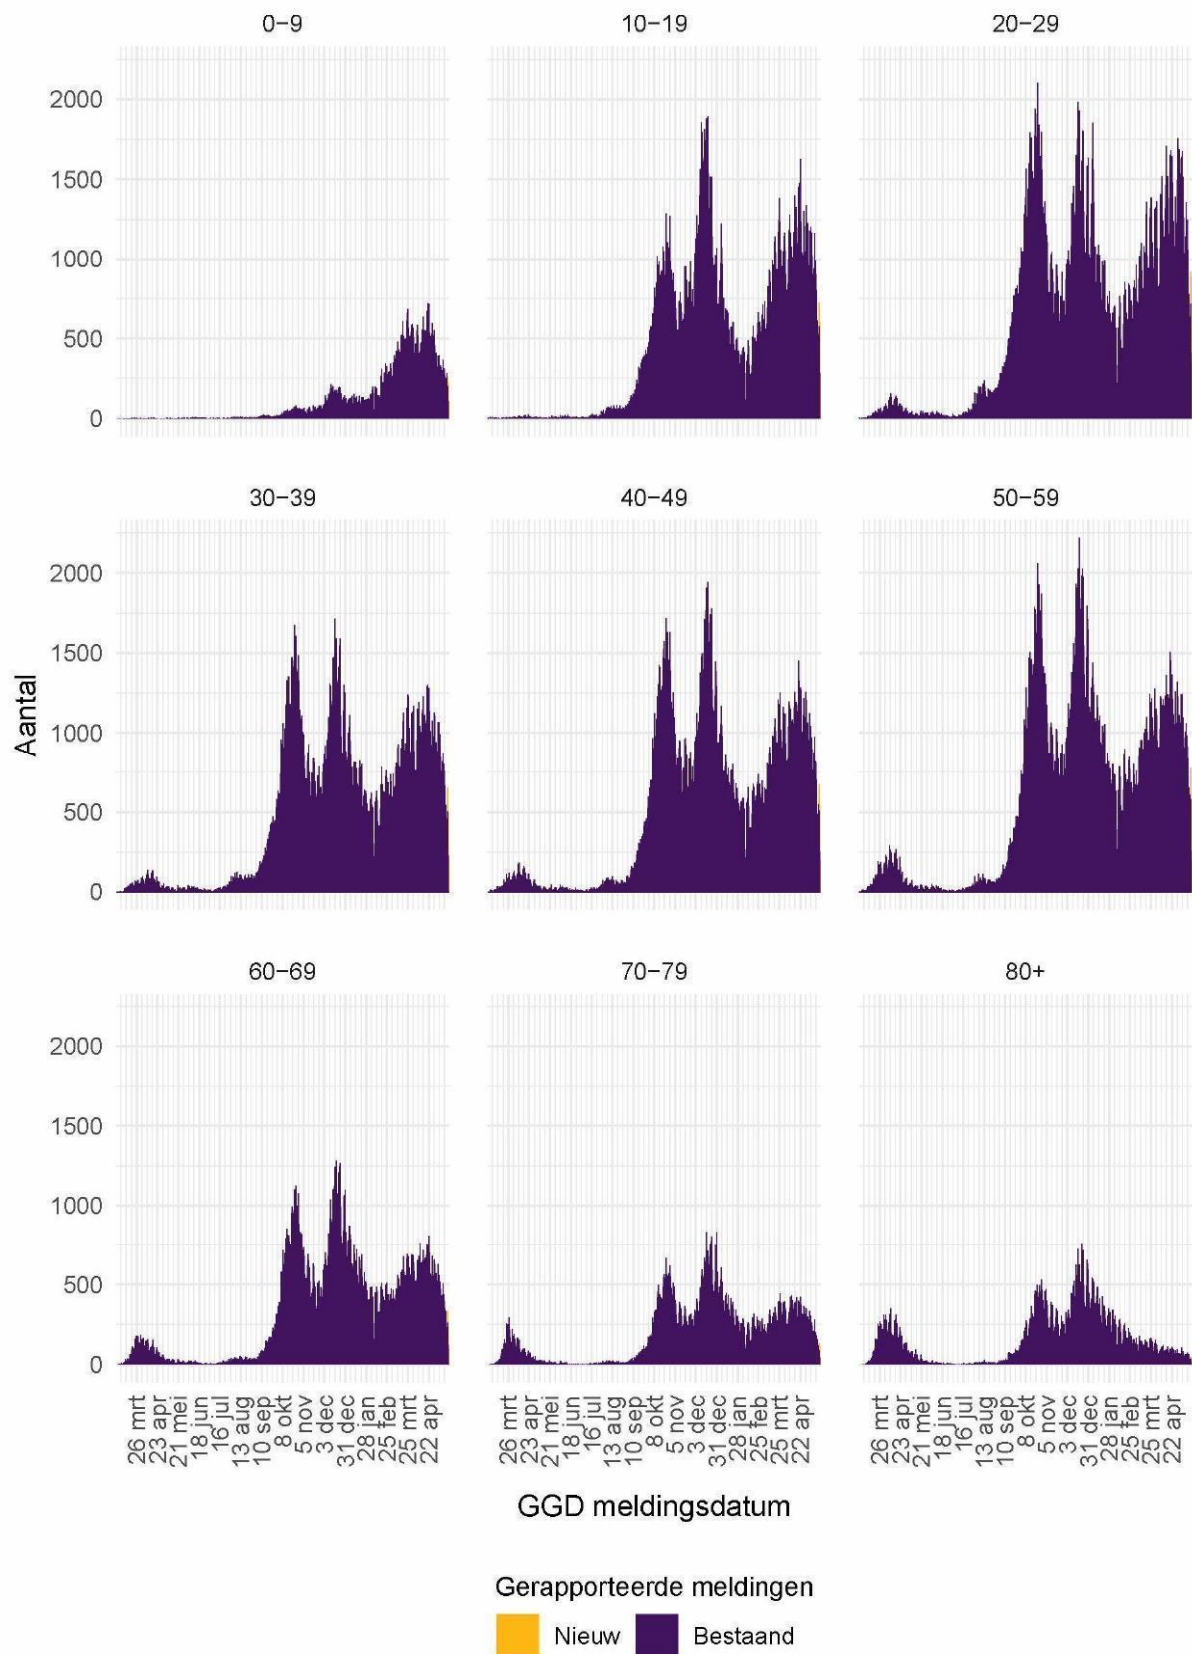 0−9 10−19 20−29
2000
1500
1000
500
0
30−39 40−49 50−59
2000
1500
1000
500
0
Aantal
60−69 70−79 80+
2000
1500
1000
500
0
26 mrt 23 apr 21 mei 18 jun 16 jul 13 aug 10 sep 8 okt 5 nov 3 dec 31 dec 28 jan 25 feb 25 mrt 22 apr
26 mrt 23 apr 21 mei 18 jun 16 jul 13 aug 10 sep 8 okt 5 nov 3 dec 31 dec 28 jan 25 feb 25 mrt 22 apr
26 mrt 23 apr 21 mei 18 jun 16 jul 13 aug 10 sep 8 okt 5 nov 3 dec 31 dec 28 jan 25 feb 25 mrt 22 apr
GGD meldingsdatum
Gerapporteerde meldingen
Nieuw Bestaand